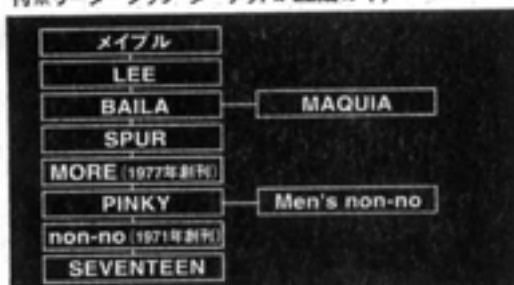 メイプル
LEE
BAILA
MAQUIA
SPUR
MORE (1977年創刊)
PINKY
Men's non-no
non-no (1971年創刊)
SEVENTEEN